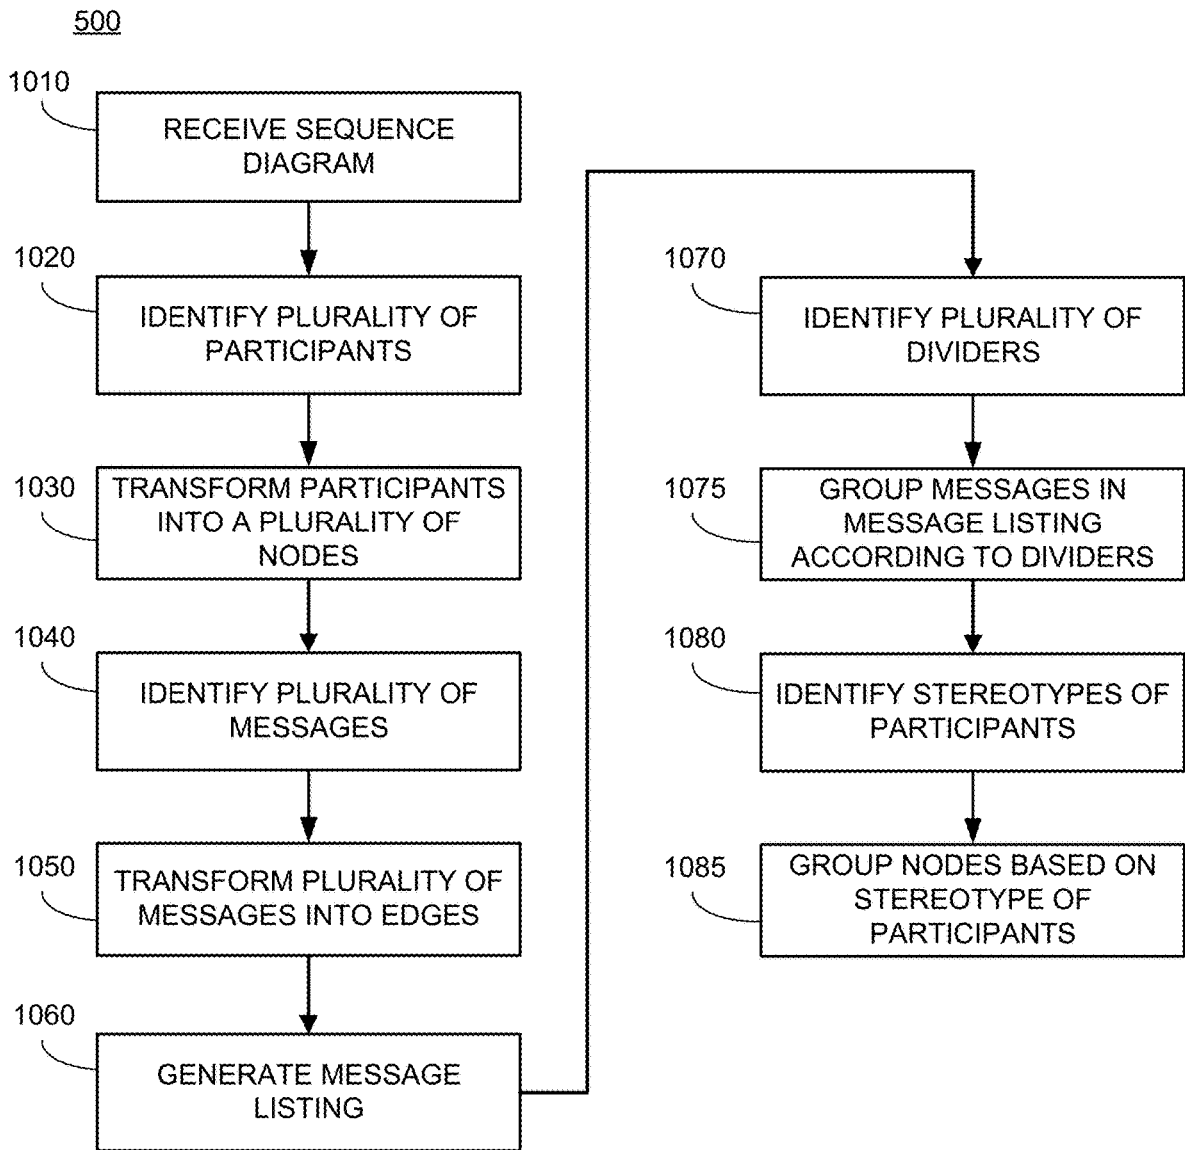 500
1010
RECEIVE SEQUENCE
DIAGRAM
1020
IDENTIFY PLURALITY OF
PARTICIPANTS
1030
TRANSFORM PARTICIPANTS
INTO A PLURALITY OF
NODES
1040
IDENTIFY PLURALITY OF
MESSAGES
1050
TRANSFORM PLURALITY OF
MESSAGES INTO EDGES
1060
GENERATE MESSAGE
LISTING
1070
IDENTIFY PLURALITY OF
DIVIDERS
1075
GROUP MESSAGES IN
MESSAGE LISTING
ACCORDING TO DIVIDERS
1080
IDENTIFY STEREOTYPES OF
PARTICIPANTS
1085
GROUP NODES BASED ON
STEREOTYPE OF
PARTICIPANTS